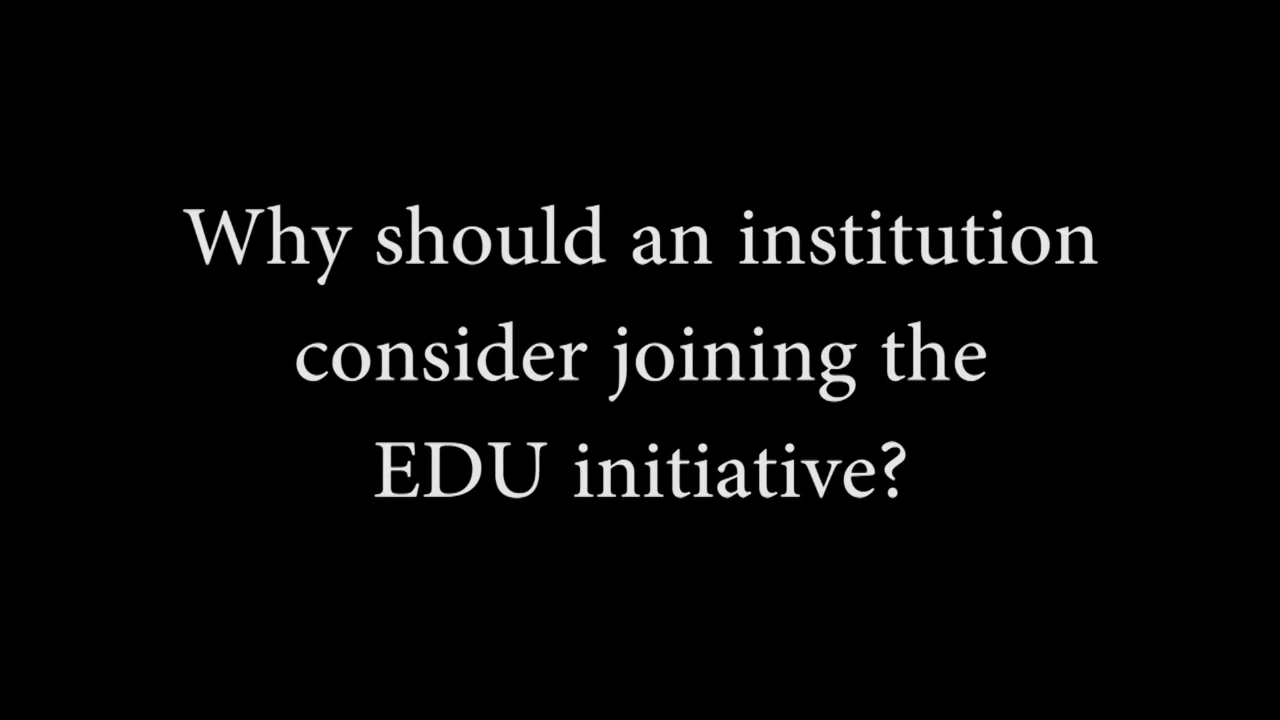 Why should an institution
consider joining the
EDU initiative?